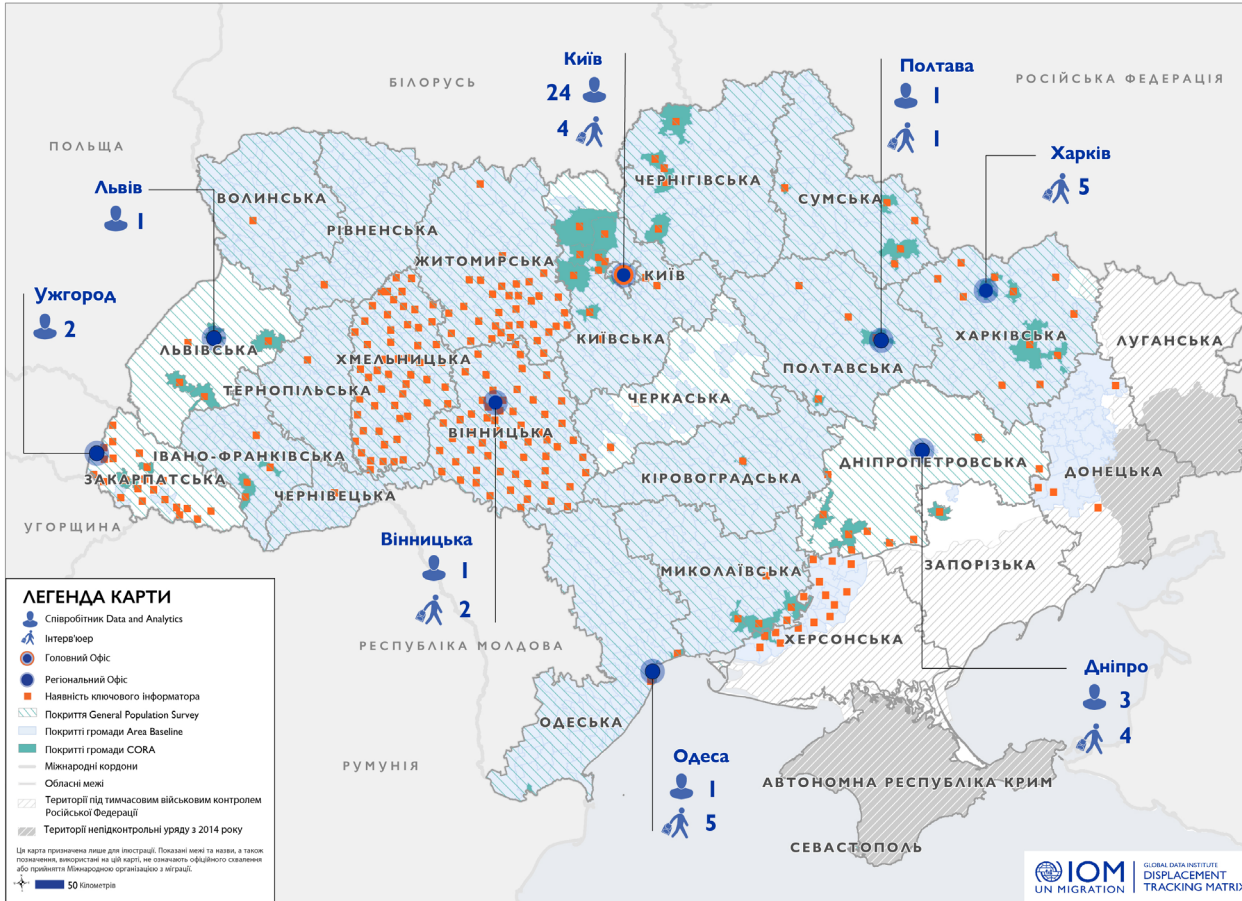 БІЛОРУСЬ
РОСІЙСЬКА ФЕДЕРАЦІЯ
ПОЛЬЩА
Київ
24
4
Полтава
1
1
Харків
5
Львів
1
Ужгород
2
ВОЛИНСЬКА
РІВНЕНСЬКА
ЖИТОМИРСЬКА
ЧЕРНІГІВСЬКА
СУМСЬКА
КИЇВ
КИЇВСЬКА
ЛЬВІВСЬКА
ТЕРНОПІЛЬСЬКА
ХМЕЛЬНИЦЬКА
ВІННИЦЬКА
ЧЕРКАСЬКА
ПОЛТАВСЬКА
ХАРКІВСЬКА
ЛУГАНСЬКА
ІВАНО-ФРАНКІВСЬКА
ЗАКАРПАТСЬКА
ЧЕРНІВЕЦЬКА
КІРОВОГРАДСЬКА
ДНІПРОПЕТРОВСЬКА
ДОНЕЦЬКА
УГОРЩИНА
Вінницька
1
2
МИКОЛАЇВСЬКА
ЗАПОРІЗЬКА
ХЕРСОНСЬКА
РЕСПУБЛІКА МОЛДОВА
ОДЕСЬКА
РУМУНІЯ
Одеса
1
5
Дніпро
3
4
АВТОНОМНА РЕСПУБЛІКА КРИМ
СЕВАСТОПОЛЬ
ЛЕГЕНДА КАРТИ
Співробітник Data and Analytics
Інтерв'юер
Головний Офіс
Регіональний Офіс
Наявність ключового інформатора
Покриття General Population Survey
Покритті громади Area Baseline
Покритті громади CORA
Міжнародні кордони
Обласні межі
Території під тимчасовим військовим контролем
Російської Федерації
Території непідконтрольні уряду з 2014 року
Ця карта призначена лише для ілюстрації. Показані межі та назви, а також
позначення, використані на цій карті, не означають офіційного схвалення
або прийняття Міжнародною організацією з міграції.
50 Кілометрів
IOM
UN MIGRATION
GLOBAL DATA INSTITUTE
DISPLACEMENT
TRACKING MATRIX